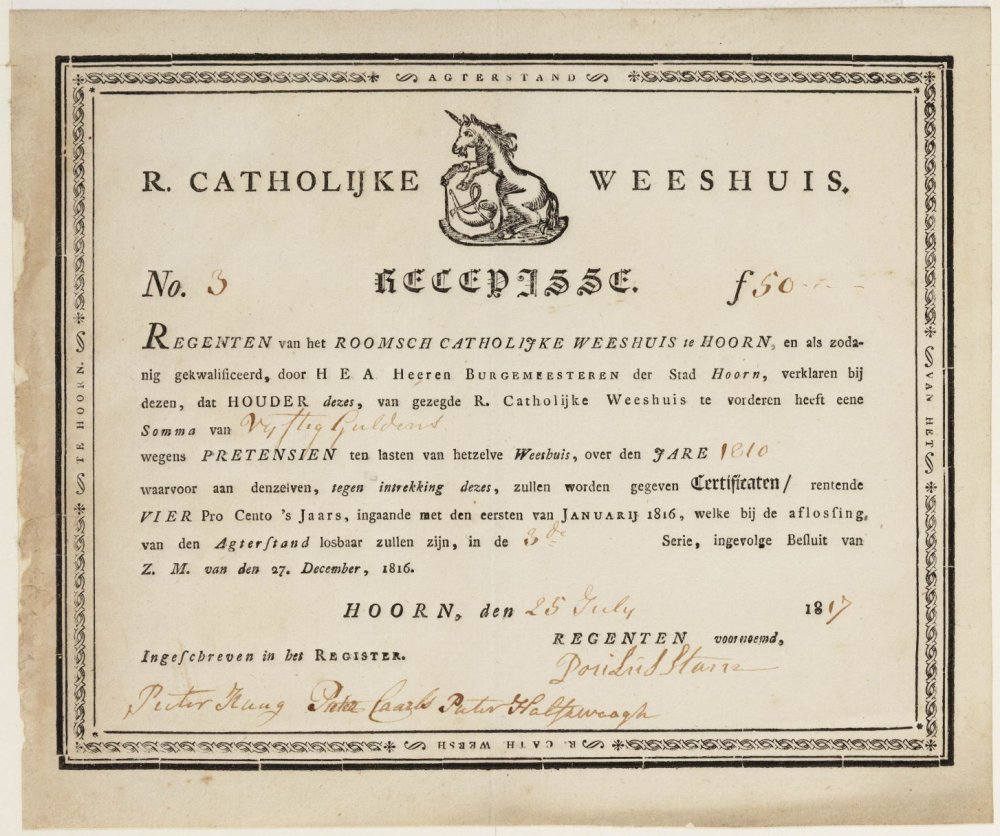 AGTERSTAND
R. CATHOLIJKE WEESHUIS.
No. 3 RECEPISSE. f 50
REGENTEN van het ROOMSCH CATHOLIJKE WEESHUIS te HOORN, en als zoda-
nig gekwalificeerd, door H E A Heeren BURGEMEESTEREN der Stad Hoorn, verklaren bij
dezen, dat HOUDER dezes, van gezegde R. Catholijke Weeshuis te vorderen heeft eene
Somma van Vyftig Guldens
wegens PRETENSIEN ten lasten van hetzelve Weeshuis, over den JARE 1810
waarvoor aan denzelven, tegen intrekking dezes, zullen worden gegeven Certificaten/ rentende
VIER Pro Cento 's Jaars, ingaande met den eersten van JANUARIJ 1816, welke bij de aflossing,
van den Agterstand losbaar zullen zijn, in de 3de Serie, ingevolge Besluit van
Z. M. van den 27. December, 1816.
HOORN, den 25 July 1817
REGENTEN voornoemd,
Ingeschreven in het REGISTER.
Pieter Haag Pieter Caarls Pieter
VAN HET
R. CATH. WEESH
TE HOORN.